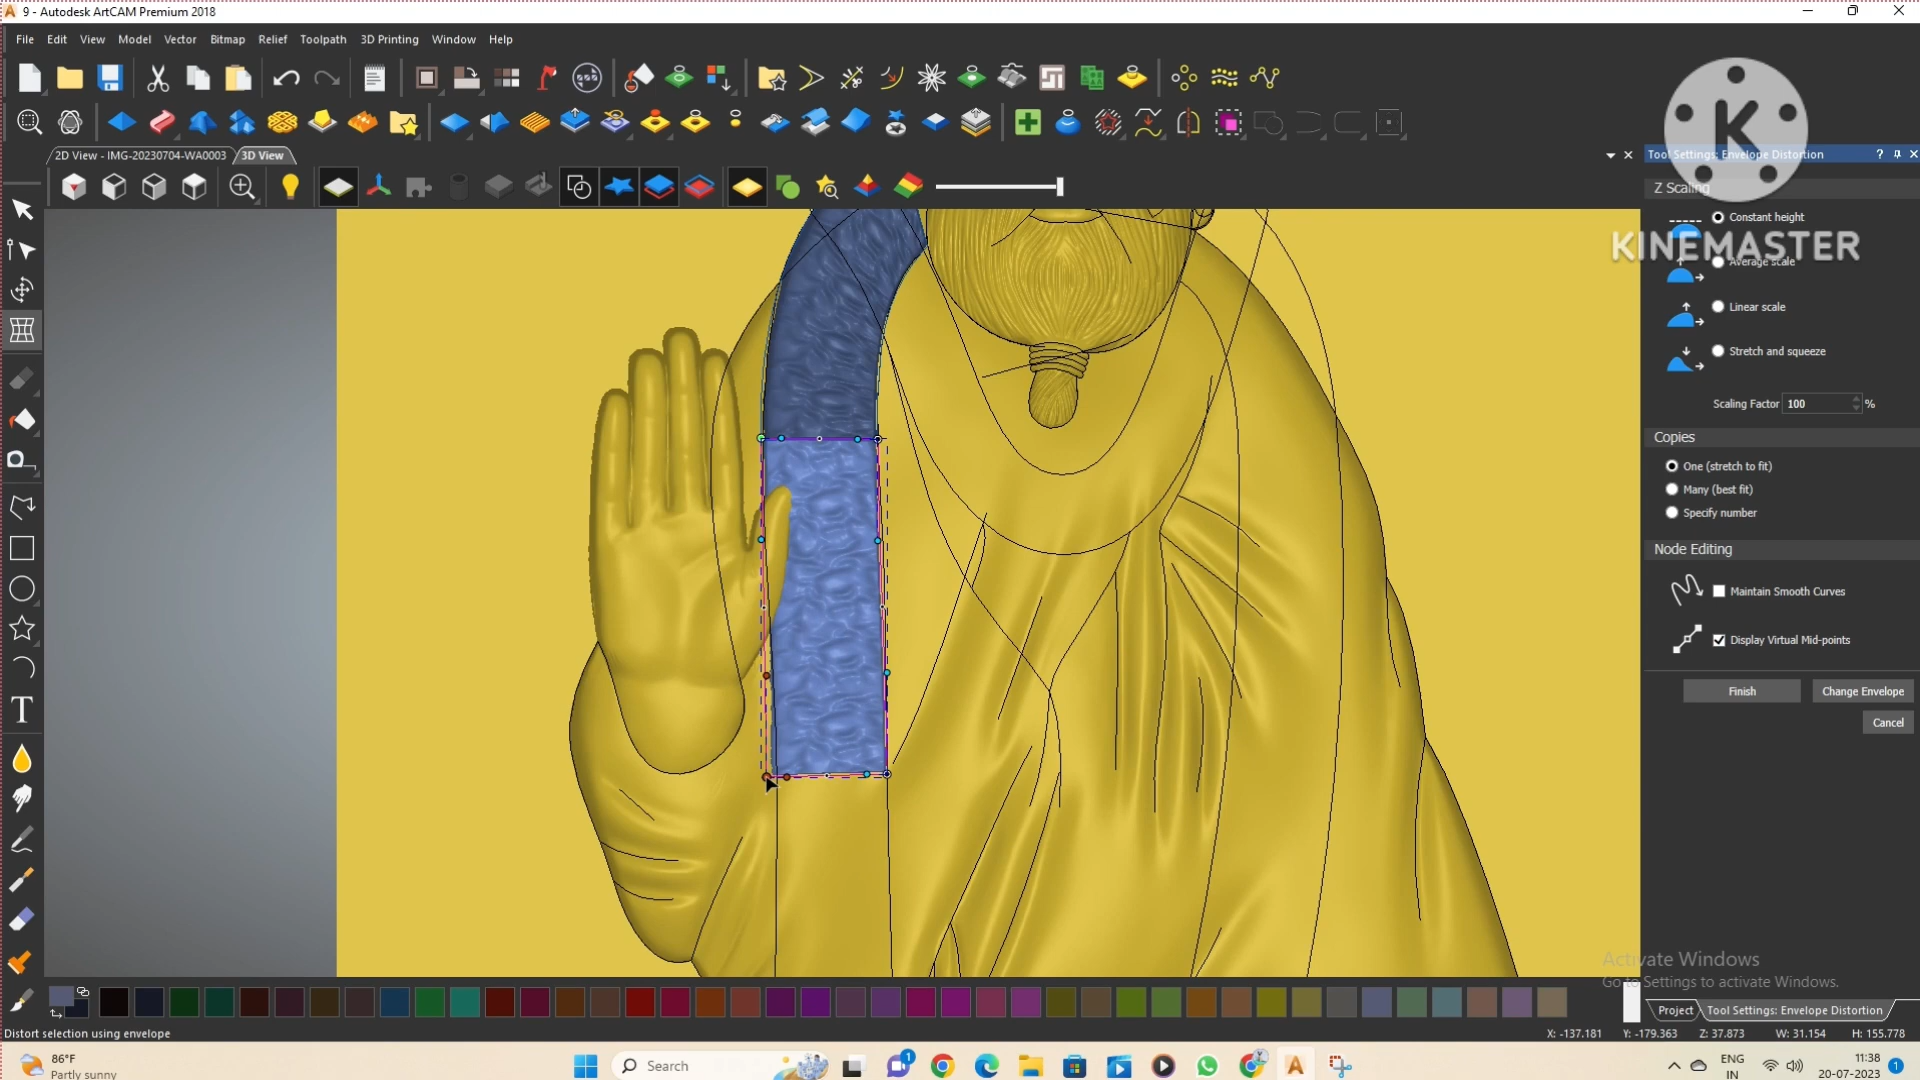 9 - Autodesk ArtCAM Premium 2018
File Edit View Model Vector Bitmap Relief Toolpath 3D Printing Window Help
2D View - IMG-20230704-WA0003 3D View
Tool Settings: Envelope Distortion
K
KINEMASTER
Z Scaling
Constant height
Average scale
Linear scale
Stretch and squeeze
Scaling Factor 100 %
Copies
One (stretch to fit)
Many (best fit)
Specify number
Node Editing
Maintain Smooth Curves
Display Virtual Mid-points
Finish Change Envelope
Cancel
T
Activate Windows
Go to Settings to activate Windows.
Project Tool Settings: Envelope Distortion
Distort selection using envelope
X: -137.181 Y: -179.363 Z: 37.873 W: 31.154 H: 155.778
86°F
Partly sunny
Search
1
ENG
IN
11:38
20-07-2023
1